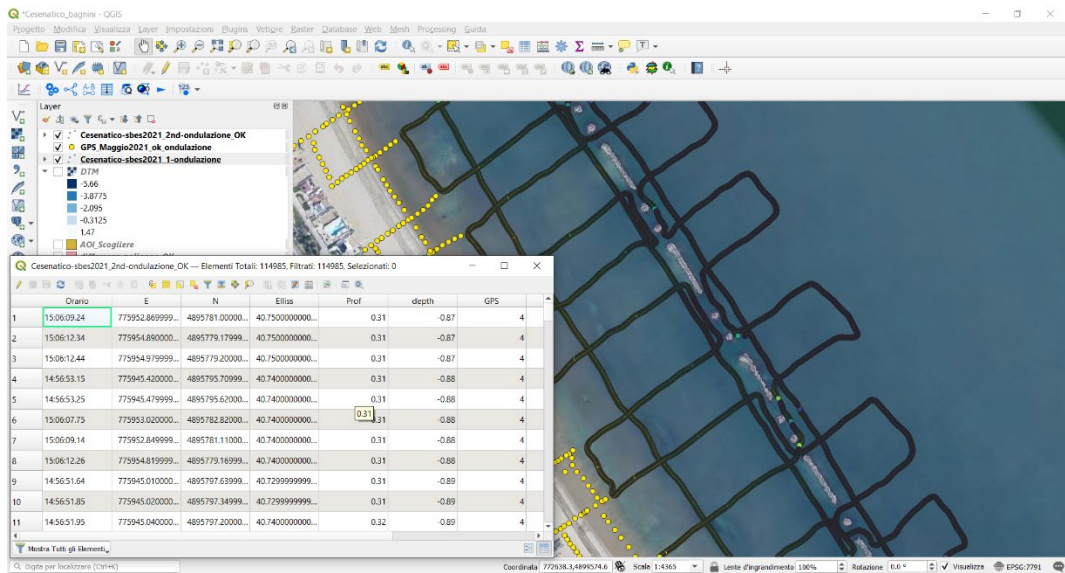 *Cesenatico_bagnini - QGIS
Progetto Modifica Visualizza Layer Impostazioni Plugins Vettore Raster Database Web Mesh Processing Guida
Layer
Cesenatico-sbes2021_2nd-ondulazione_OK
GPS_Maggio2021_ok_ondulazione
Cesenatico-sbes2021_1-ondulazione
DTM
-5.66
-3.8775
-2.095
-0.3125
1.47
AOI_Scogliere
Cesenatico-sbes2021_2nd-ondulazione_OK — Elementi Totali: 114985, Filtrati: 114985, Selezionati: 0
Orario E N Elliss Prof depth GPS
1 15:06:09.24 775952.869999... 4895781.00000... 40.7500000000... 0.31 -0.87 4
2 15:06:12.34 775954.890000... 4895779.17999... 40.7500000000... 0.31 -0.87 4
3 15:06:12.44 775954.979999... 4895779.20000... 40.7500000000... 0.31 -0.87 4
4 14:56:53.15 775945.420000... 4895795.70999... 40.7400000000... 0.31 -0.88 4
5 14:56:53.25 775945.479999... 4895795.62000... 40.7400000000... 0.31 -0.88 4
0.31
6 15:06:07.75 775953.020000... 4895782.82000... 40.7400000000... 0.31 -0.88 4
7 15:06:09.14 775952.849999... 4895781.11000... 40.7400000000... 0.31 -0.88 4
8 15:06:12.26 775954.819999... 4895779.16999... 40.7400000000... 0.31 -0.88 4
9 14:56:51.64 775945.010000... 4895797.63999... 40.7299999999... 0.31 -0.89 4
10 14:56:51.85 775945.020000... 4895797.34999... 40.7299999999... 0.31 -0.89 4
11 14:56:51.95 775945.040000... 4895797.20000... 40.7400000000... 0.32 -0.89 4
Mostra Tutti gli Elementi
Digita per localizzare (Ctrl+K) Coordinata 772638.3,4899574.6 Scala 1:4365 Lente d'ingrandimento 100% Rotazione 0.0 ° Visualizza EPSG:7791